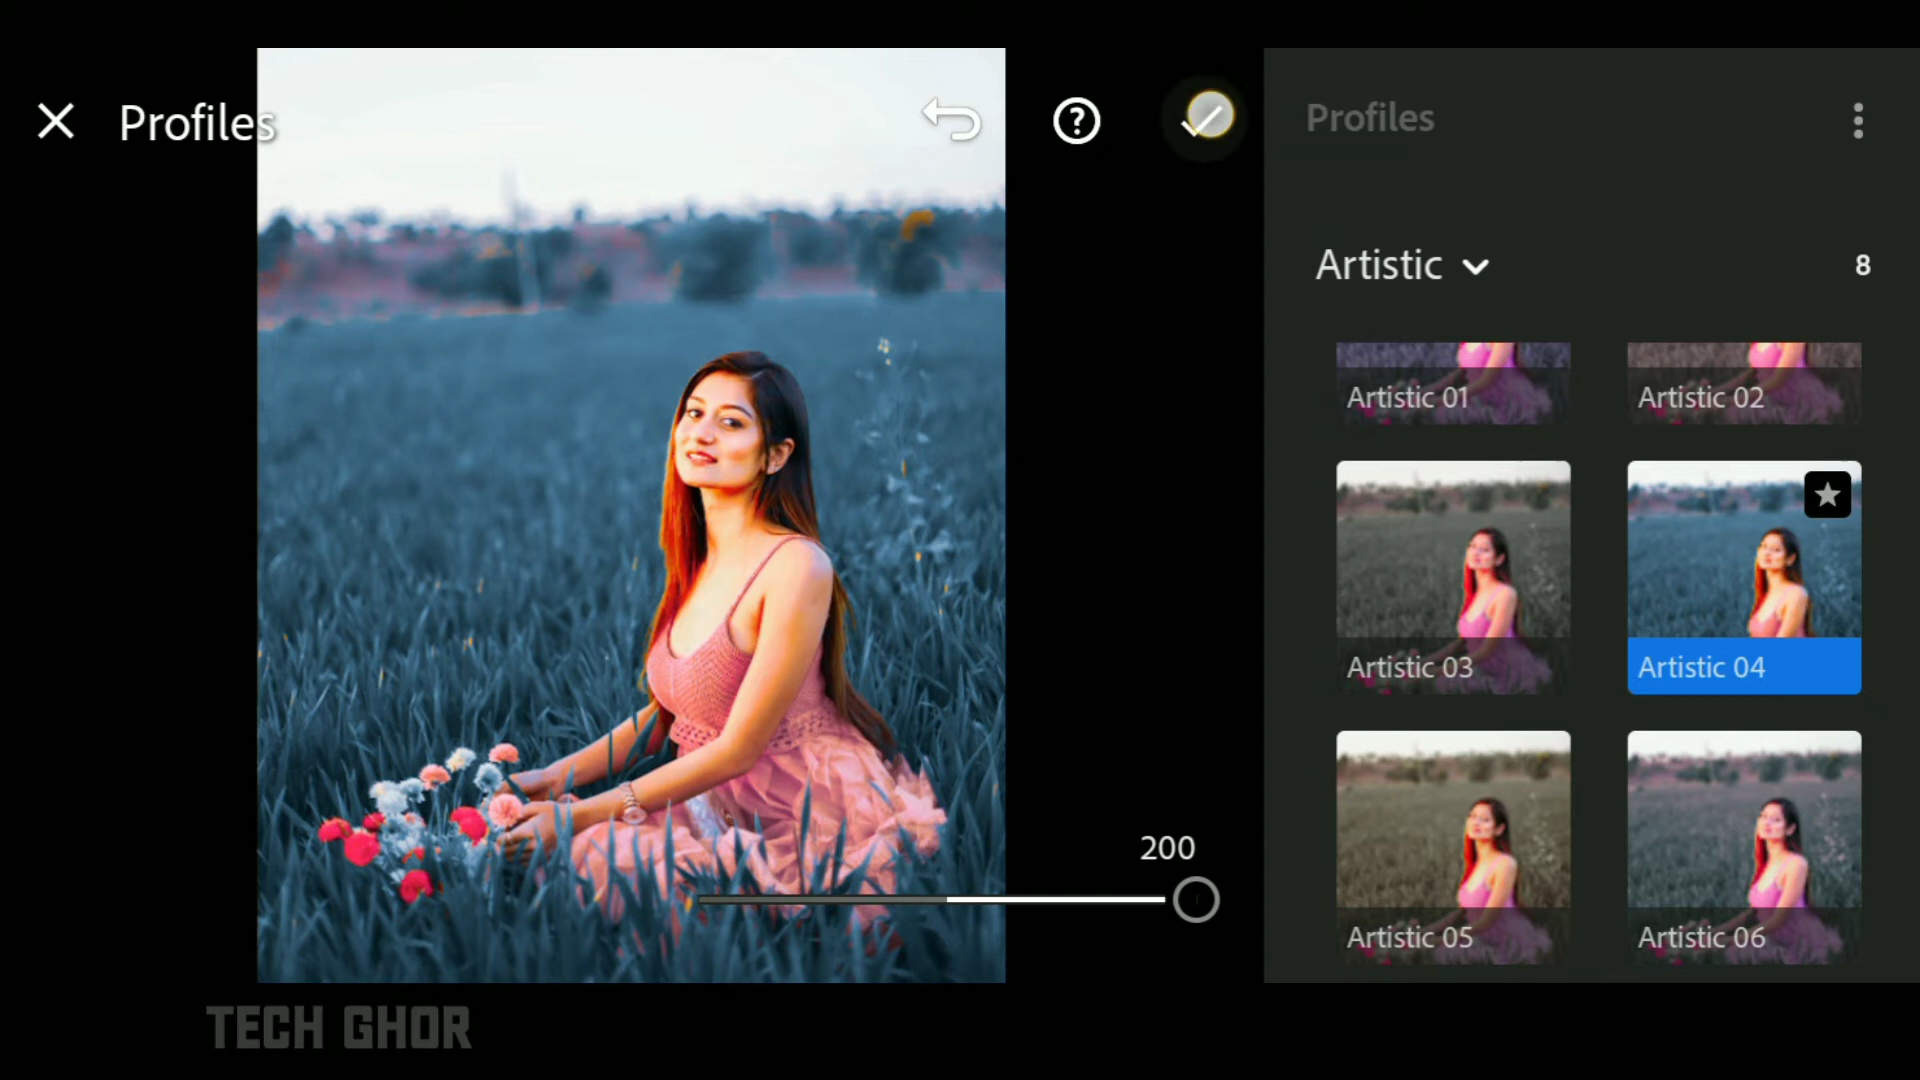 Profiles
?
Profiles
Artistic
8
Artistic 01
Artistic 02
Artistic 03
Artistic 04
Artistic 05
Artistic 06
200
TECH GHOR